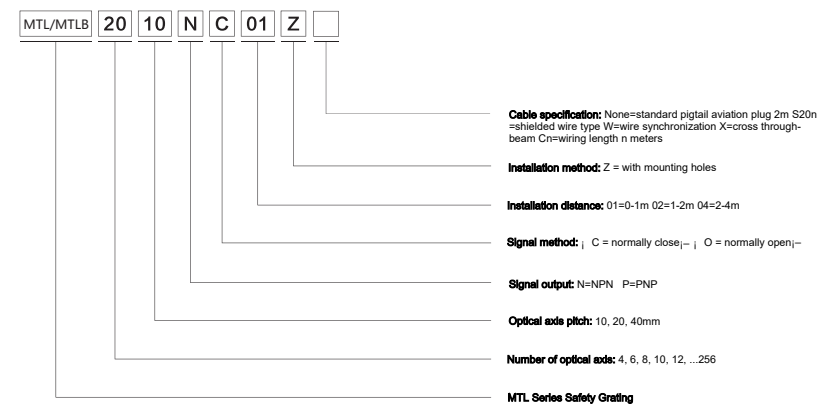 MTL/MTLB 20 10 N C 01 Z
Cable specification: None=standard pigtail aviation plug 2m S20n
=shielded wire type W=wire synchronization X=cross through-
beam Cn=wiring length n meters
Installation method: Z = with mounting holes
Installation distance: 01=0-1m 02=1-2m 04=2-4m
Signal method: ¡ C = normally close¡– ¡ O = normally open¡–
Signal output: N=NPN P=PNP
Optical axis pitch: 10, 20, 40mm
Number of optical axis: 4, 6, 8, 10, 12, ...256
MTL Series Safety Grating